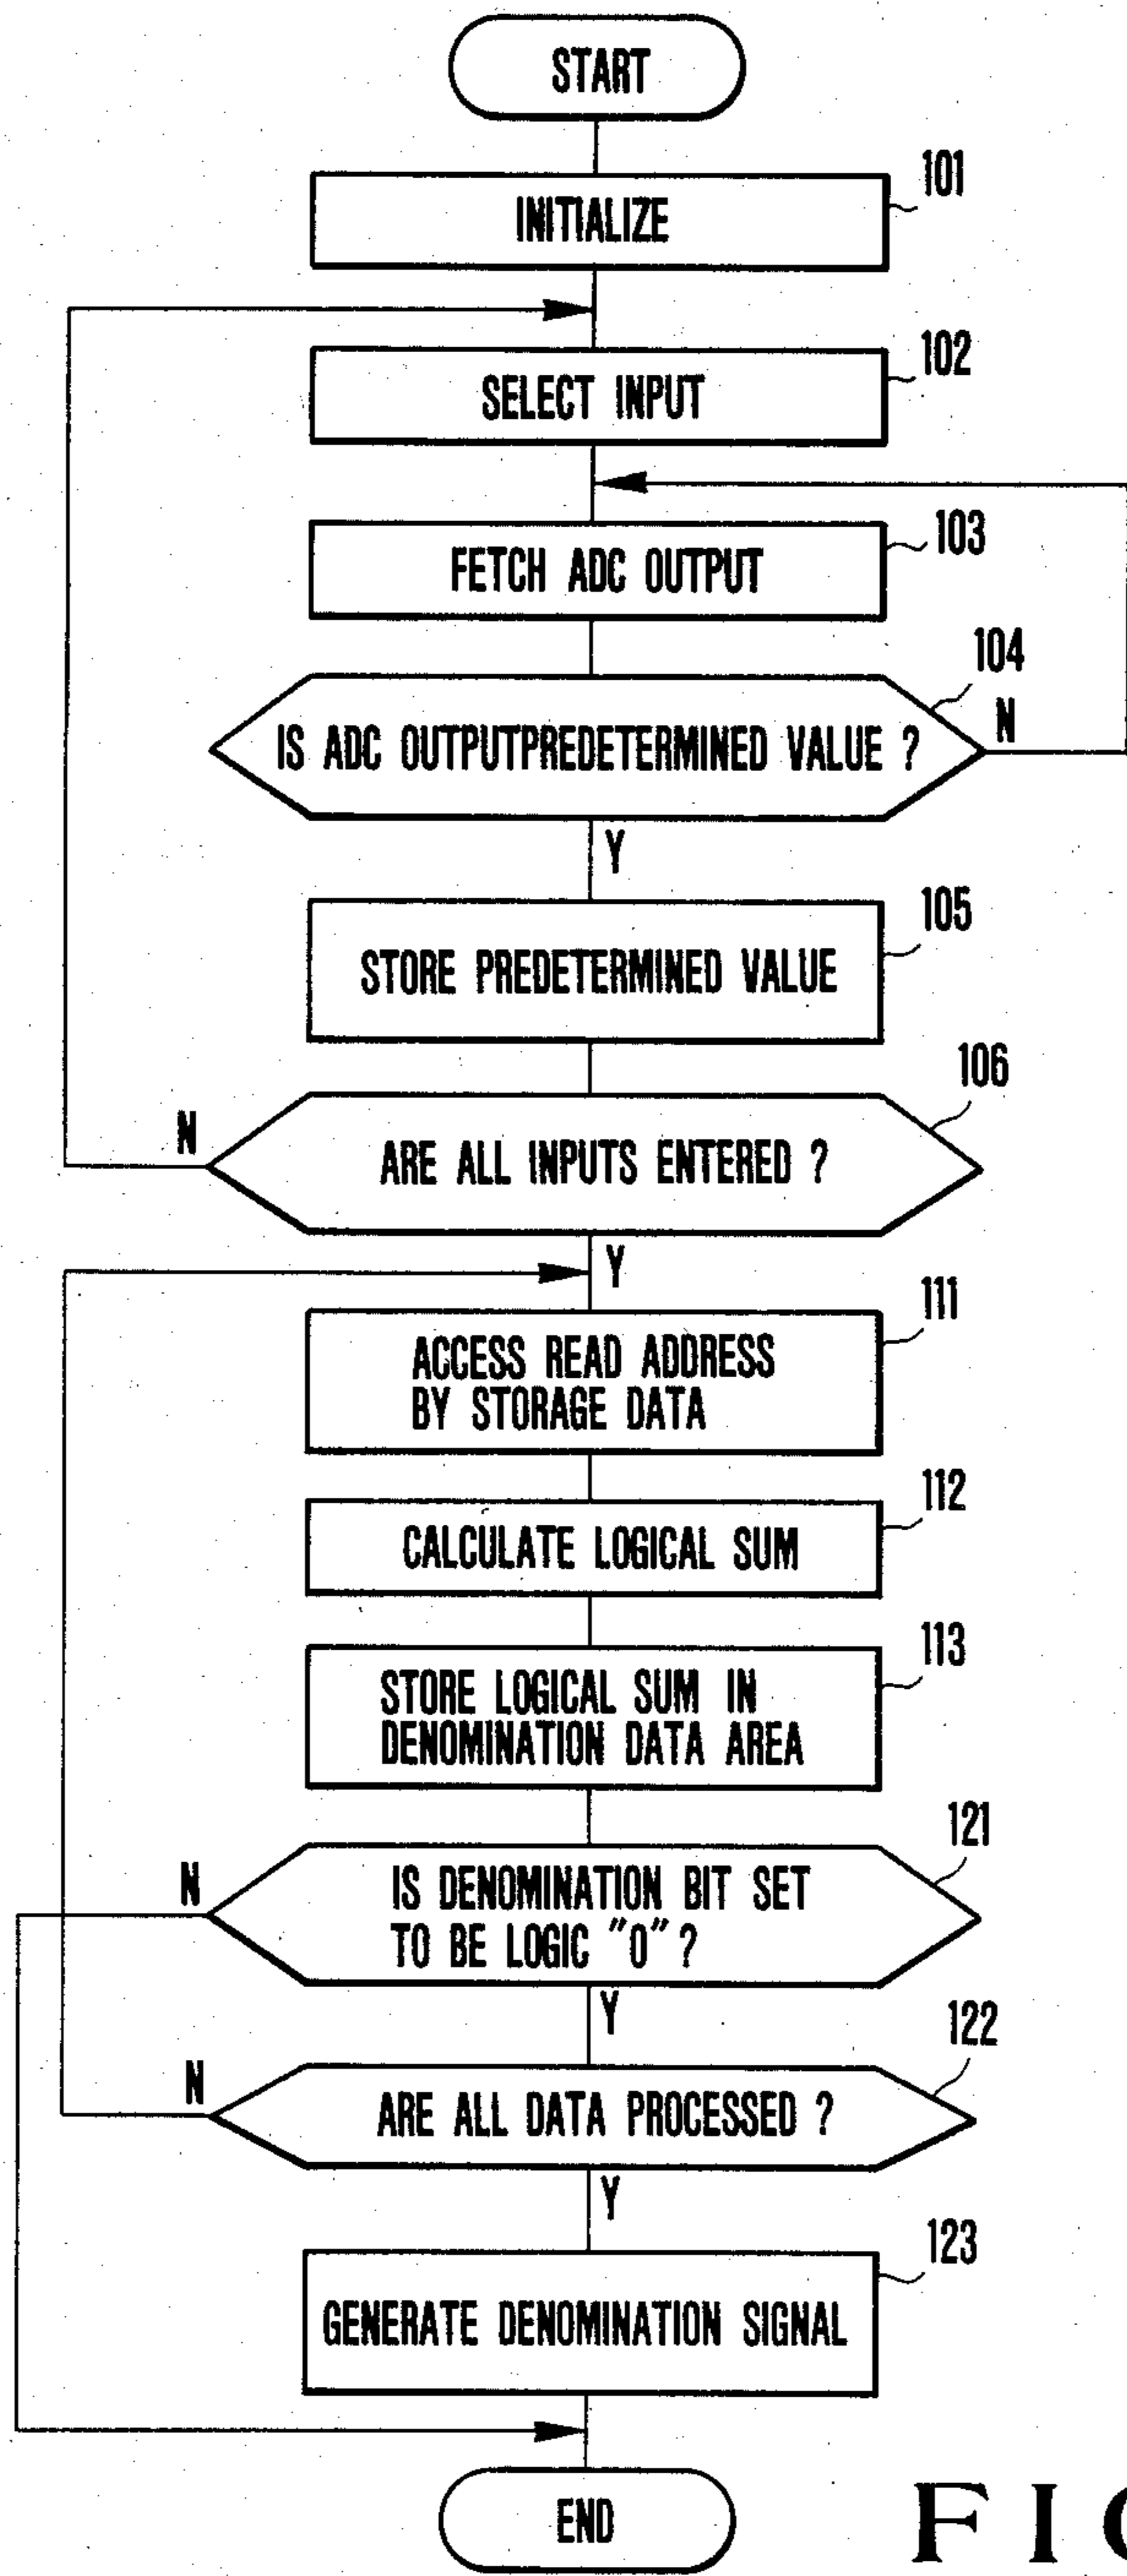 START
101
INITIALIZE
102
SELECT INPUT
103
FETCH ADC OUTPUT
104
IS ADC OUTPUTPREDETERMINED VALUE ?
N
Y
105
STORE PREDETERMINED VALUE
106
N
ARE ALL INPUTS ENTERED ?
Y
111
ACCESS READ ADDRESS
BY STORAGE DATA
112
CALCULATE LOGICAL SUM
113
STORE LOGICAL SUM IN
DENOMINATION DATA AREA
121
N
IS DENOMINATION BIT SET
TO BE LOGIC "0" ?
Y
122
N
ARE ALL DATA PROCESSED ?
Y
123
GENERATE DENOMINATION SIGNAL
END